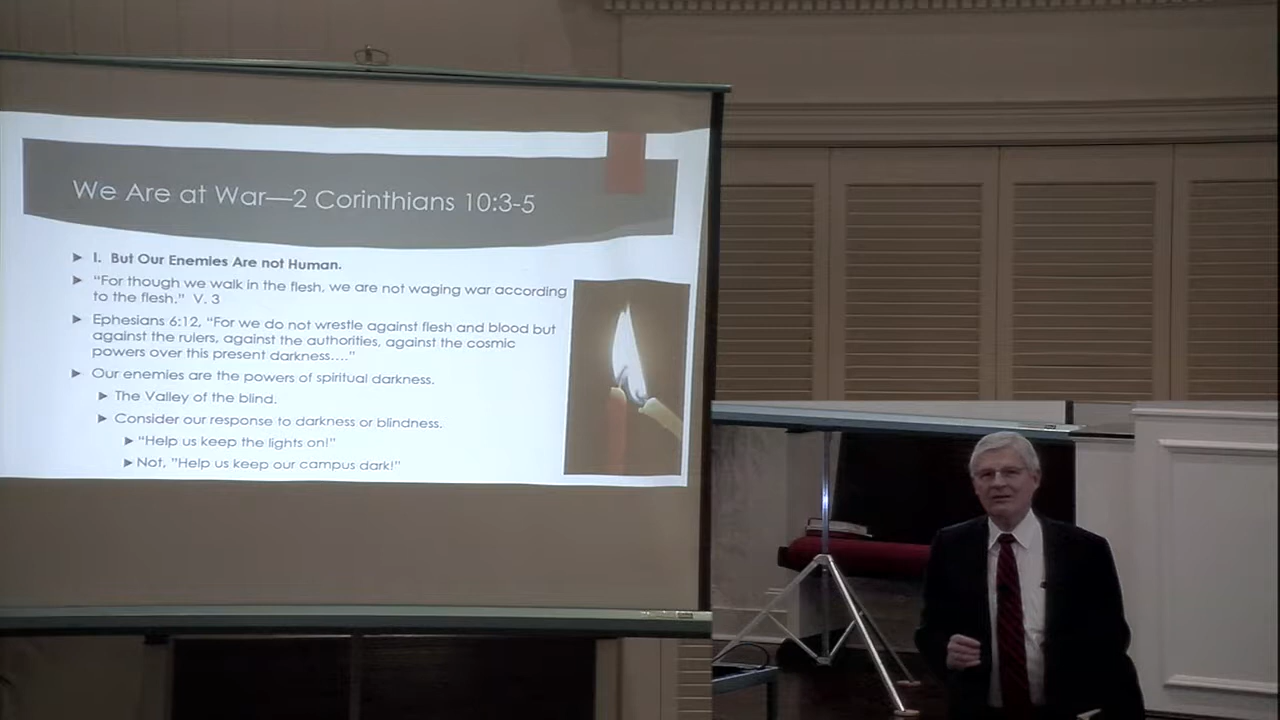 We Are at War—2 Corinthians 10:3-5
I. But Our Enemies Are not Human.
"For though we walk in the flesh, we are not waging war according
to the flesh." V. 3
Ephesians 6:12, "For we do not wrestle against flesh and blood but
against the rulers, against the authorities, against the cosmic
powers over this present darkness...."
Our enemies are the powers of spiritual darkness.
The Valley of the blind.
Consider our response to darkness or blindness.
"Help us keep the lights on!"
Not, "Help us keep our campus dark!"